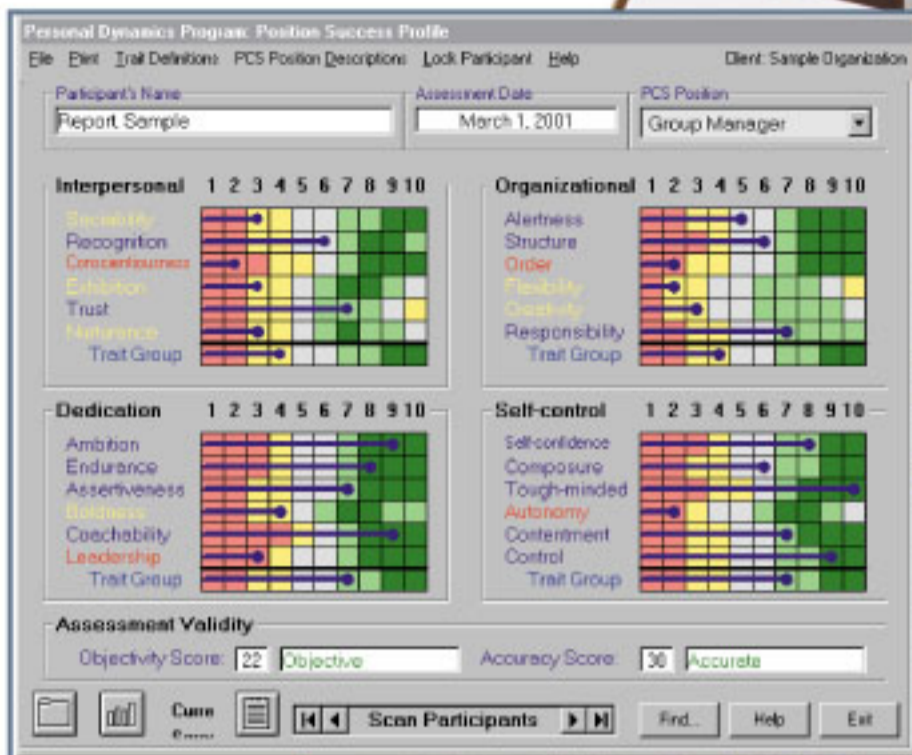 Personal Dynamics Program: Position Success Profile
File Print Trait Definitions PCS Position Descriptions Lock Participant Help Client: Sample Organization
Participant's Name Assessment Date PCS Position
Report Sample March 1, 2001 Group Manager
Interpersonal 1 2 3 4 5 6 7 8 9 10
Sociability
Recognition
Conscientiousness
Exhibition
Trust
Nurturance
Trait Group
Organizational 1 2 3 4 5 6 7 8 9 10
Alertness
Structure
Order
Flexibility
Creativity
Responsibility
Trait Group
Dedication 1 2 3 4 5 6 7 8 9 10
Ambition
Endurance
Assertiveness
Boldness
Coachability
Leadership
Trait Group
Self-control 1 2 3 4 5 6 7 8 9 10
Self-confidence
Composure
Tough-minded
Autonomy
Contentment
Control
Trait Group
Assessment Validity
Objectivity Score: 22 Objective Accuracy Score: 30 Accurate
Scan Participants Find... Help Exit